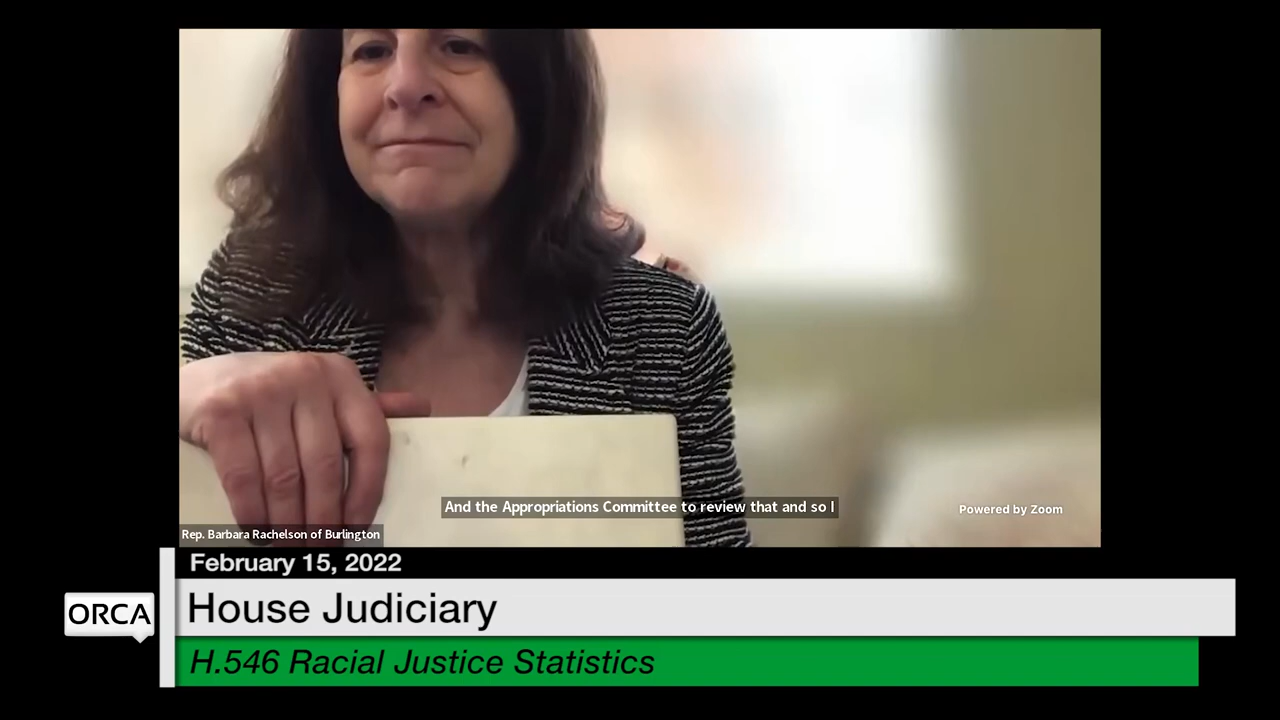 And the Appropriations Committee to review that and so I
Powered by Zoom
Rep. Barbara Rachelson of Burlington
February 15, 2022
ORCA
House Judiciary
H.546 Racial Justice Statistics